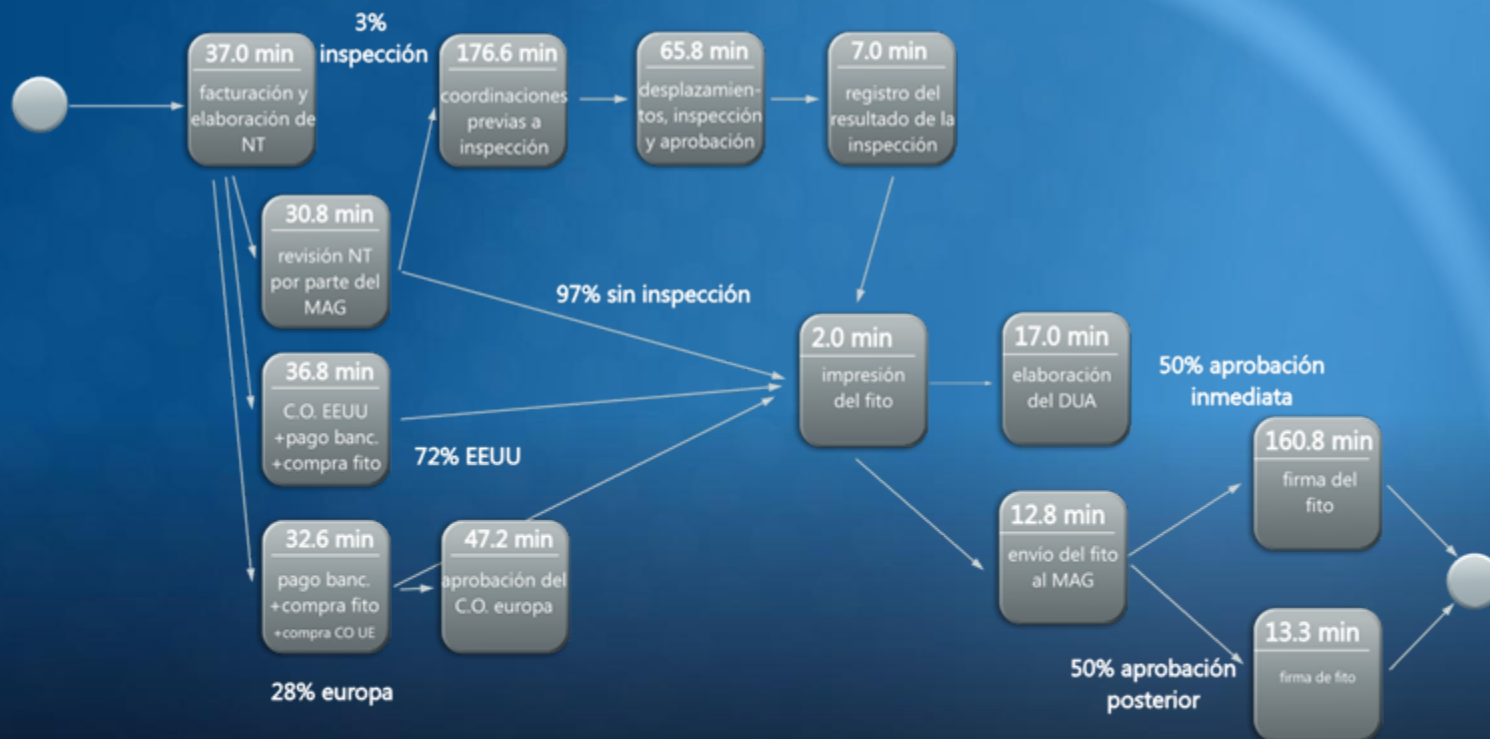 3%
inspección
37.0 min
facturación y
elaboración de
NT
176.6 min
coordinaciones
previas a
inspección
65.8 min
desplazamien-
tos, inspección
y aprobación
7.0 min
registro del
resultado de la
inspección
30.8 min
revisión NT
por parte del
MAG
97% sin inspección
36.8 min
C.O. EEUU
+pago banc.
+compra fito
72% EEUU
2.0 min
impresión
del fito
17.0 min
elaboración
del DUA
50% aprobación
inmediata
160.8 min
firma del
fito
32.6 min
pago banc.
+compra fito
+compra CO UE
47.2 min
aprobación del
C.O. europa
12.8 min
envío del fito
al MAG
13.3 min
firma de fito
50% aprobación
posterior
28% europa